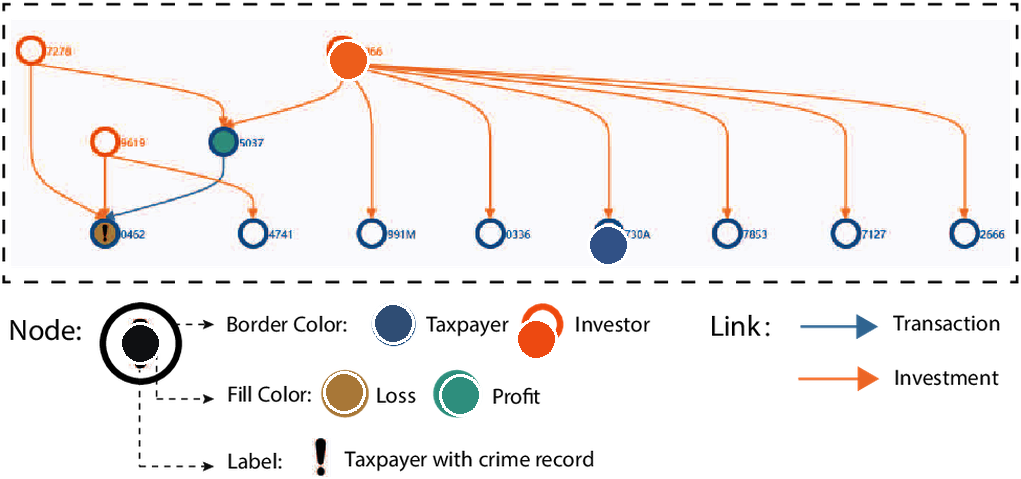 7278
366
9619
5037
!
0462
4741
991M
0336
730A
7853
7127
2666
Node:
Border Color:
Taxpayer
Investor
Link:
Transaction
Fill Color:
Loss
Profit
Investment
Label:
!
Taxpayer with crime record